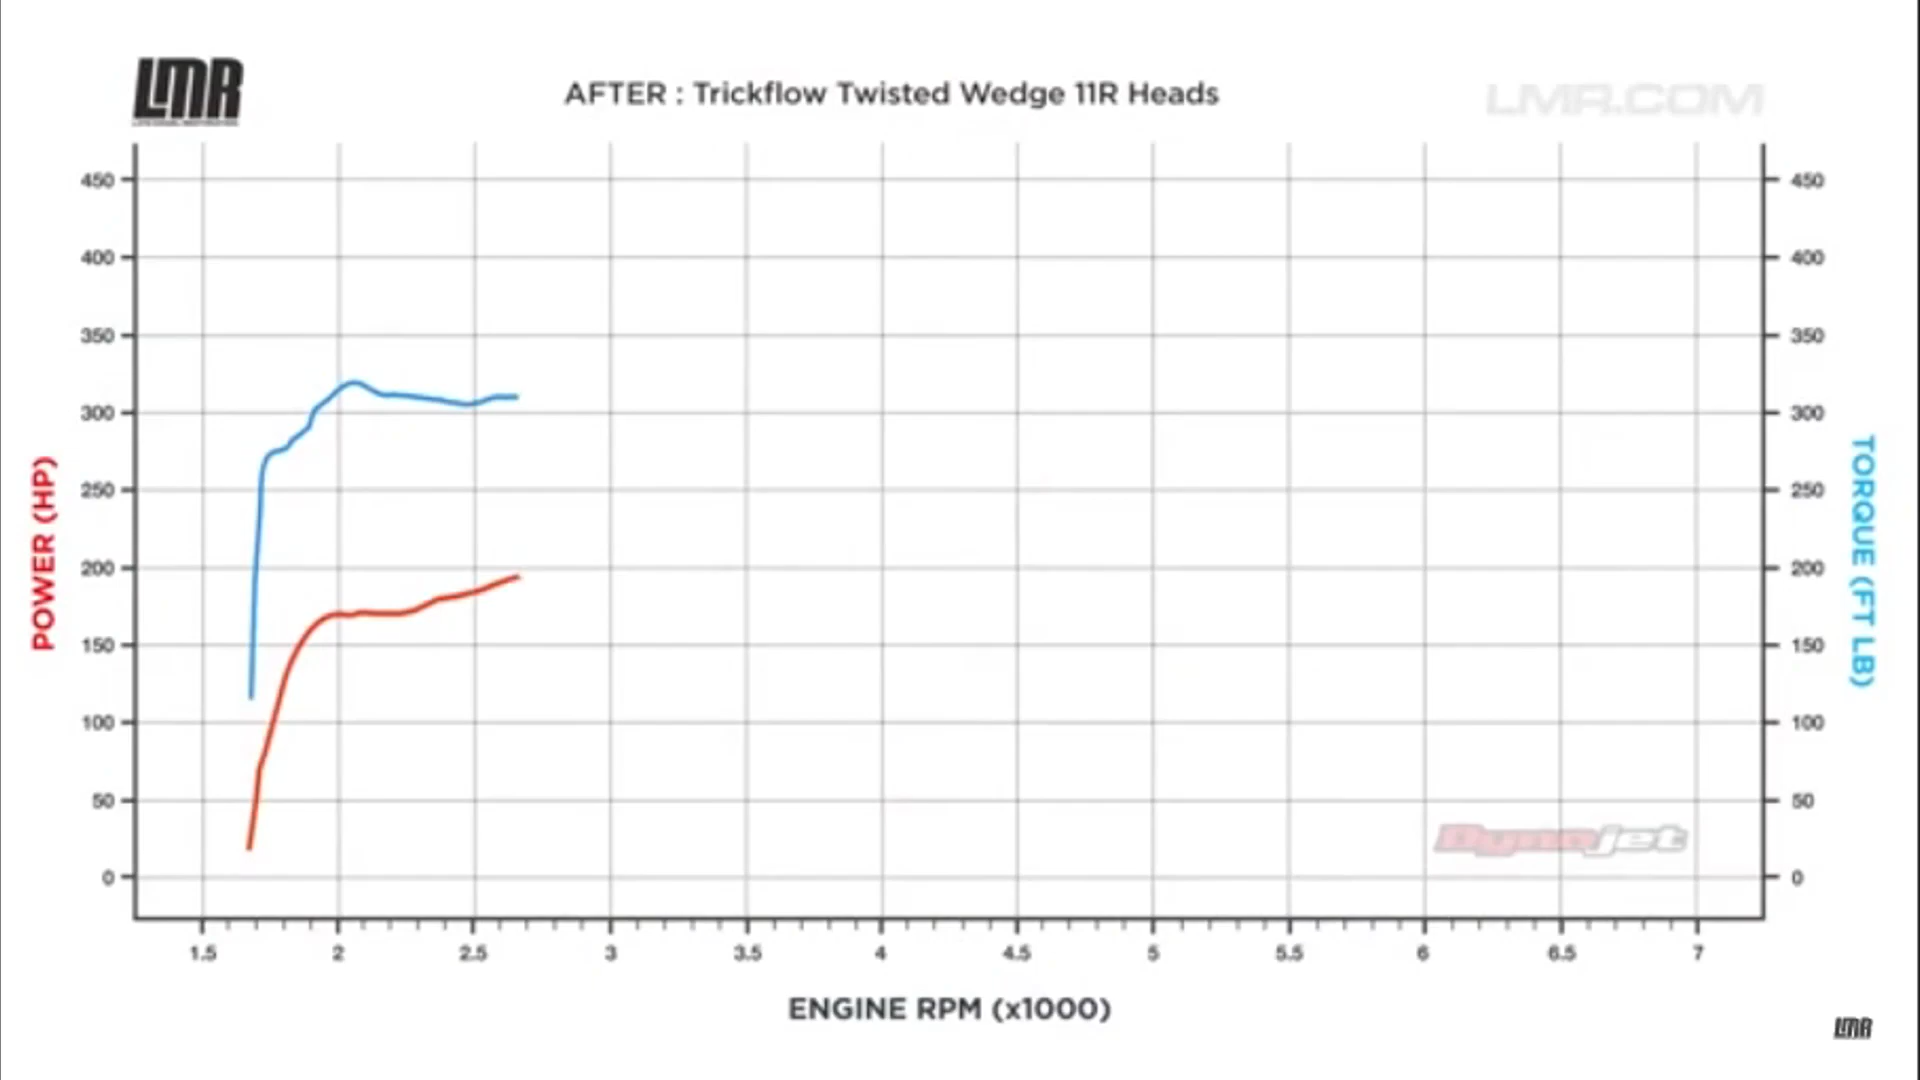 LMR
AFTER : Trickflow Twisted Wedge 11R Heads
LMR.COM
450
400
350
300
250
200
150
100
50
0
POWER (HP)
450
400
350
300
250
200
150
100
50
0
TORQUE (FT LB)
Dynojet
1.5 2 2.5 3 3.5 4 4.5 5 5.5 6 6.5 7
ENGINE RPM (x1000)
LMR